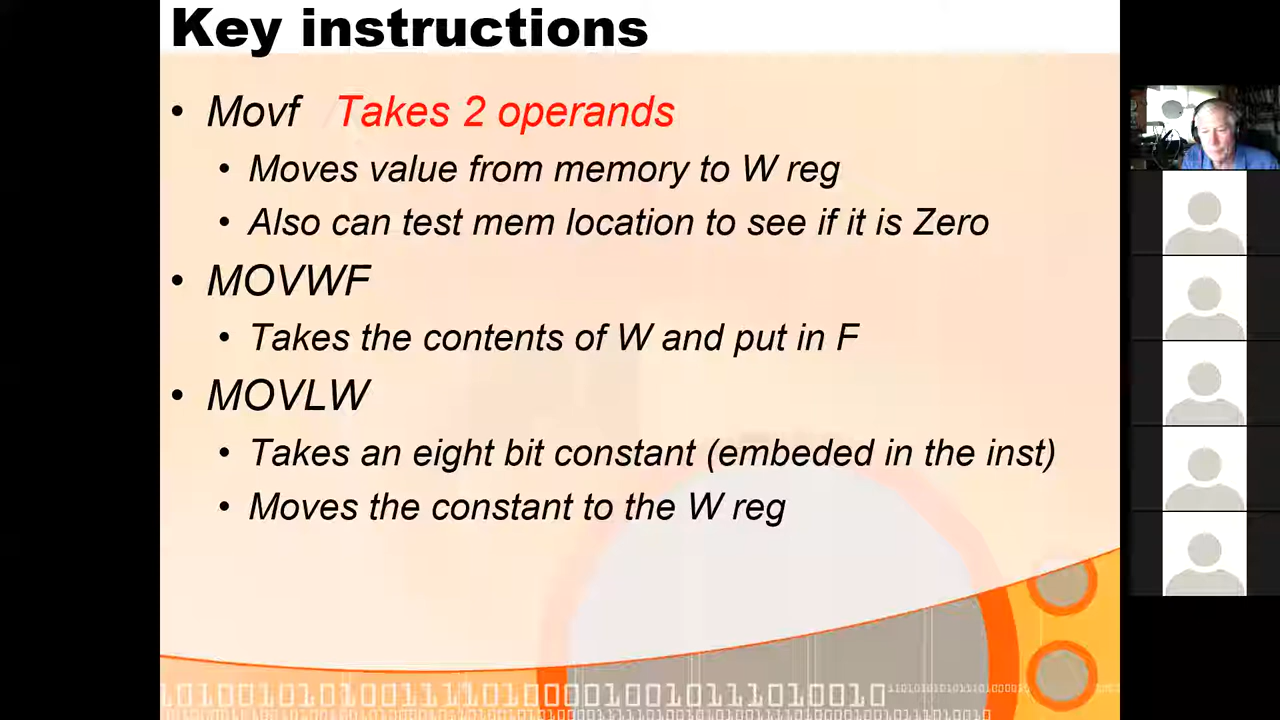 Key instructions
• Movf Takes 2 operands
• Moves value from memory to W reg
• Also can test mem location to see if it is Zero
• MOVWF
• Takes the contents of W and put in F
• MOVLW
• Takes an eight bit constant (embeded in the inst)
• Moves the constant to the W reg